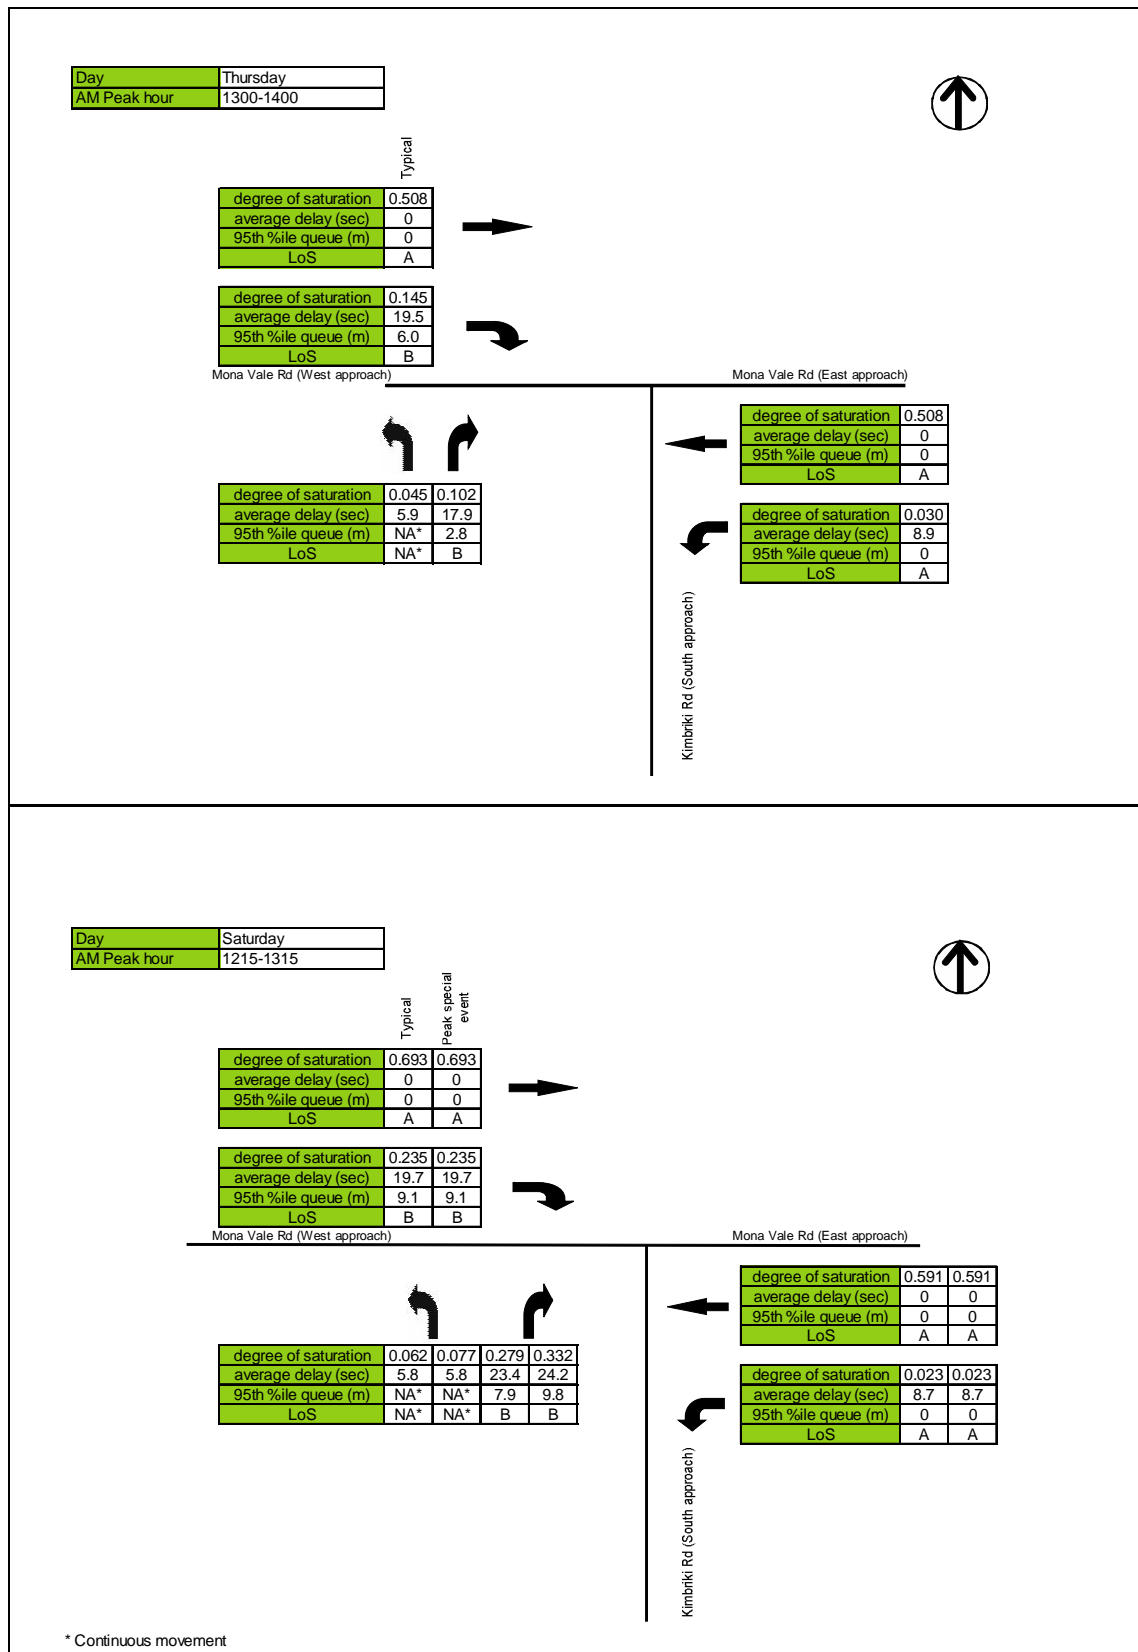 Day Thursday
AM Peak hour 1300-1400
Typical
degree of saturation 0.508
average delay (sec) 0
95th %ile queue (m) 0
LoS A
degree of saturation 0.145
average delay (sec) 19.5
95th %ile queue (m) 6.0
LoS B
Mona Vale Rd (West approach)
Mona Vale Rd (East approach)
degree of saturation 0.508
average delay (sec) 0
95th %ile queue (m) 0
LoS A
degree of saturation 0.045 0.102
average delay (sec) 5.9 17.9
95th %ile queue (m) NA* 2.8
LoS NA* B
degree of saturation 0.030
average delay (sec) 8.9
95th %ile queue (m) 0
LoS A
Kimbriki Rd (South approach)
Day Saturday
AM Peak hour 1215-1315
Typical
Peak special
event
degree of saturation 0.693 0.693
average delay (sec) 0 0
95th %ile queue (m) 0 0
LoS A A
degree of saturation 0.235 0.235
average delay (sec) 19.7 19.7
95th %ile queue (m) 9.1 9.1
LoS B B
Mona Vale Rd (West approach)
Mona Vale Rd (East approach)
degree of saturation 0.591 0.591
average delay (sec) 0 0
95th %ile queue (m) 0 0
LoS A A
degree of saturation 0.062 0.077 0.279 0.332
average delay (sec) 5.8 5.8 23.4 24.2
95th %ile queue (m) NA* NA* 7.9 9.8
LoS NA* NA* B B
degree of saturation 0.023 0.023
average delay (sec) 8.7 8.7
95th %ile queue (m) 0 0
LoS A A
Kimbriki Rd (South approach)
* Continuous movement